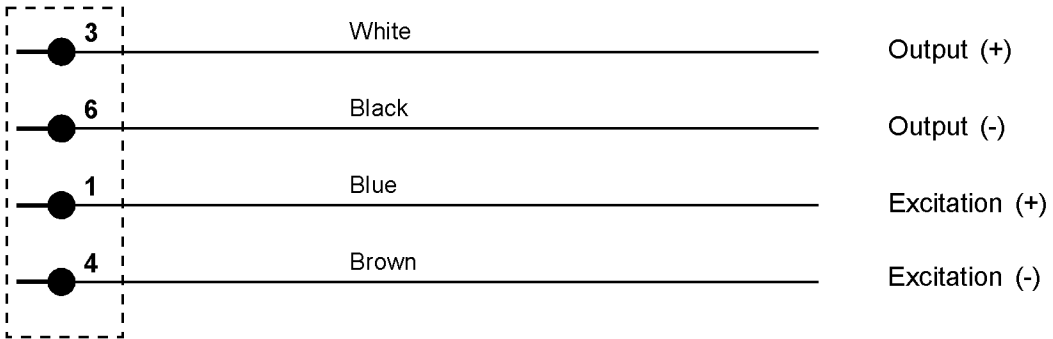 3 White Output (+)
6 Black Output (-)
1 Blue Excitation (+)
4 Brown Excitation (-)